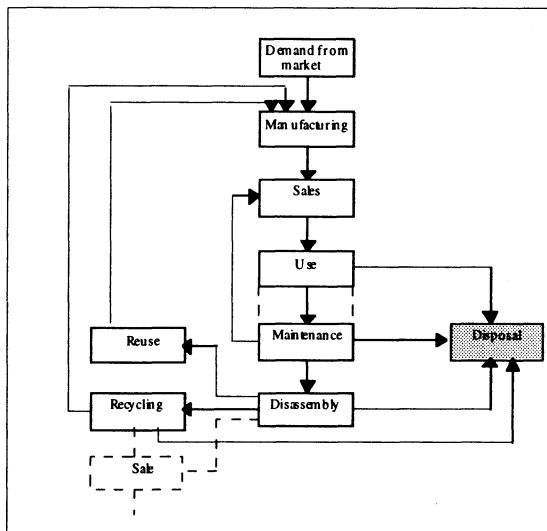 Demand from
market
Manufacturing
Sales
Use
Maintenance
Disposal
Reuse
Recycling
Disassembly
Sale